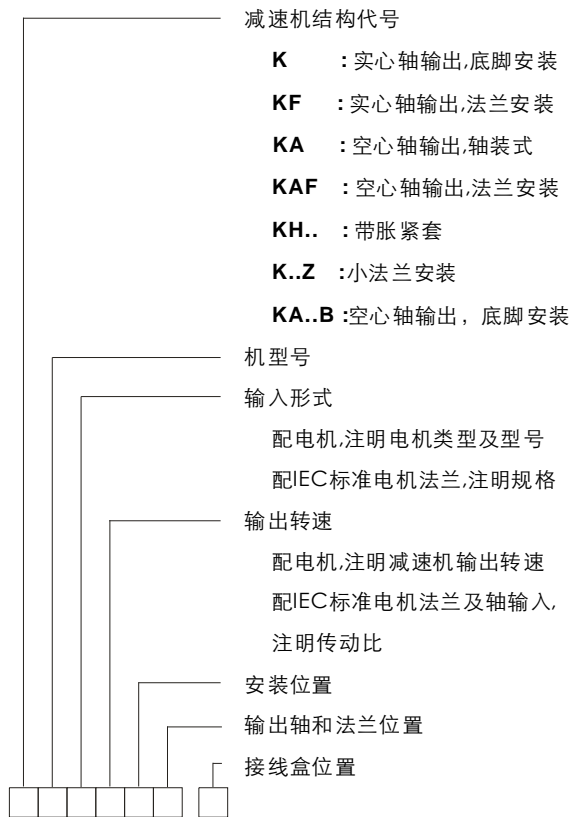 减速机结构代号
K : 实心轴输出,底脚安装
KF : 实心轴输出,法兰安装
KA : 空心轴输出,轴装式
KAF : 空心轴输出,法兰安装
KH.. : 带胀紧套
K..Z :小法兰安装
KA..B :空心轴输出，底脚安装
机型号
输入形式
配电机,注明电机类型及型号
配IEC标准电机法兰,注明规格
输出转速
配电机,注明减速机输出转速
配IEC标准电机法兰及轴输入,
注明传动比
安装位置
输出轴和法兰位置
接线盒位置